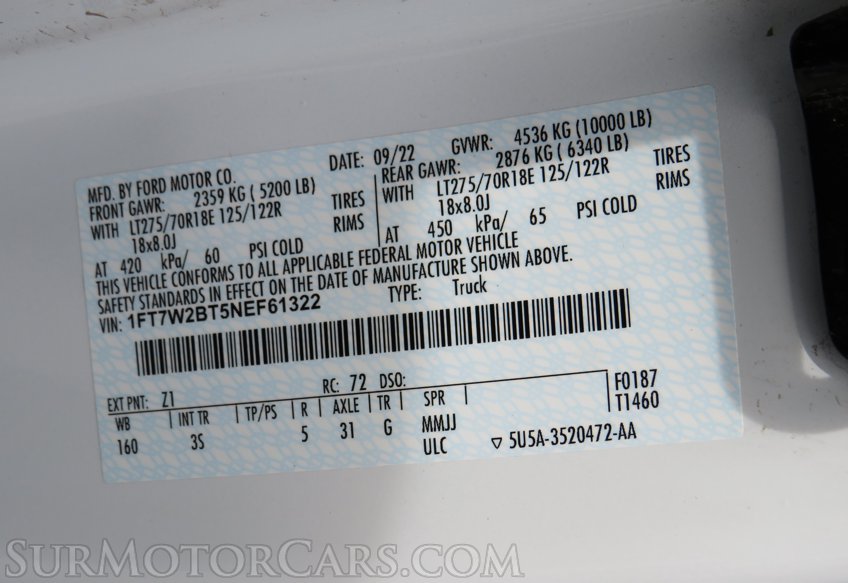 MFD. BY FORD MOTOR CO. DATE: 09/22 GVWR: 4536 KG (10000 LB)
FRONT GAWR: 2359 KG ( 5200 LB) REAR GAWR: 2876 KG ( 6340 LB)
WITH LT275/70R18E 125/122R TIRES WITH LT275/70R18E 125/122R TIRES
18x8.0J RIMS 18x8.0J RIMS
AT 420 kPa/ 60 PSI COLD AT 450 kPa/ 65 PSI COLD
THIS VEHICLE CONFORMS TO ALL APPLICABLE FEDERAL MOTOR VEHICLE
SAFETY STANDARDS IN EFFECT ON THE DATE OF MANUFACTURE SHOWN ABOVE.
VIN: 1FT7W2BT5NEF61322 TYPE: Truck
EXT PNT: Z1 RC: 72 DSO:
WB INT TR TP/PS R AXLE TR SPR F0187
160 3S 5 31 G MMJJ T1460
ULC ▽ 5U5A-3520472-AA
SurMotorCars.com